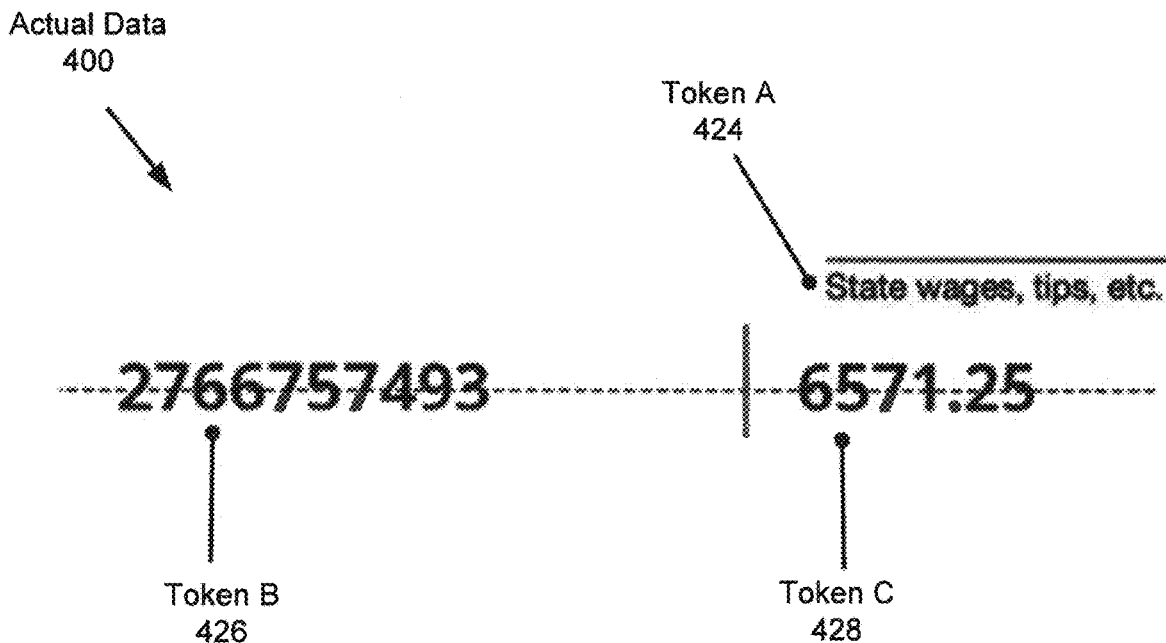 Actual Data
400
Token A
424
State wages, tips, etc.
2766757493
6571.25
Token B
426
Token C
428